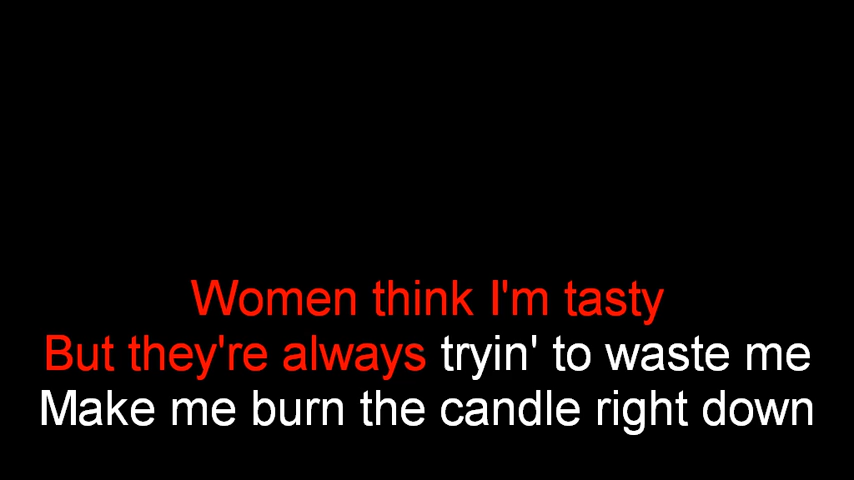 Women think I'm tasty
But they're always tryin' to waste me
Make me burn the candle right down